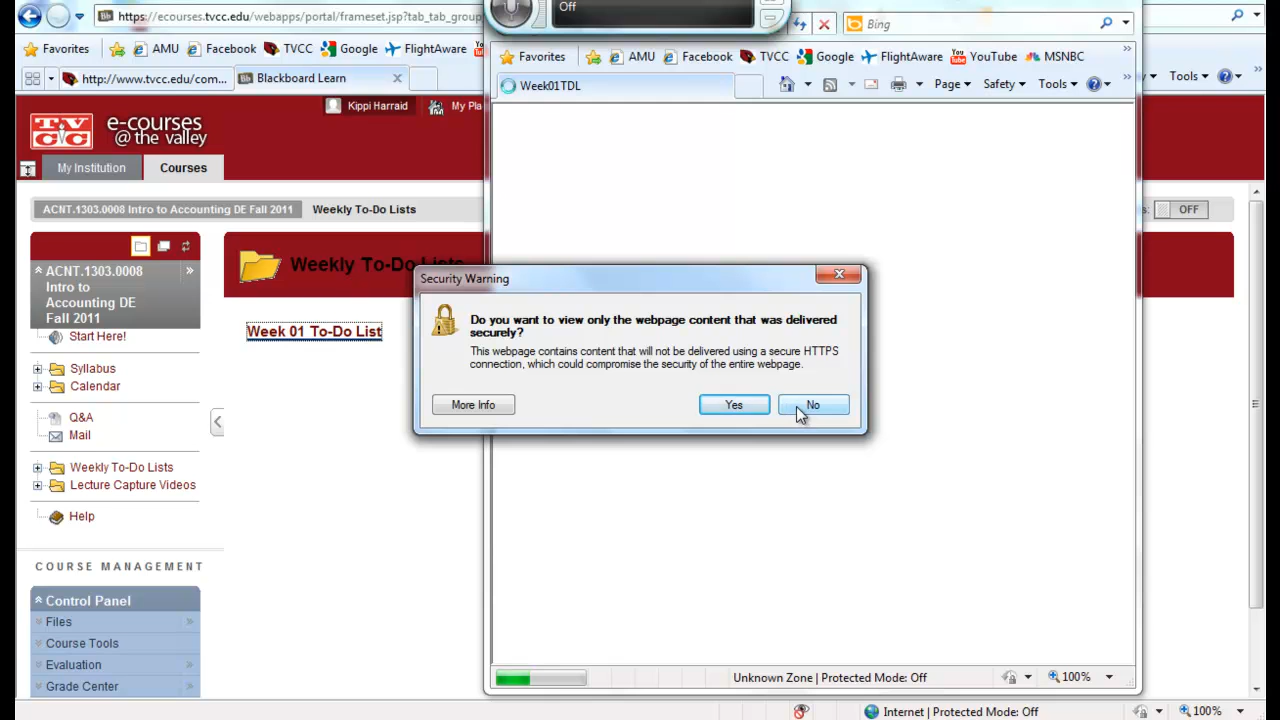 https://ecourses.tvcc.edu/webapps/portal/frameset.jsp?tab_tab_group
Off
Bing
Favorites
AMU
Facebook
TVCC
Google
FlightAware
Favorites
AMU
Facebook
TVCC
Google
FlightAware
YouTube
MSNBC
http://www.tvcc.edu/com...
Blackboard Learn
Week01TDL
Page
Safety
Tools
Tools
Kippi Harraid
My Pla
TVCC
e-courses
@ the valley
My Institution
Courses
ACNT.1303.0008 Intro to Accounting DE Fall 2011
Weekly To-Do Lists
s:
OFF
ACNT.1303.0008
Intro to
Accounting DE
Fall 2011
Weekly To-Do Lists
Start Here!
Syllabus
Calendar
Q&A
Mail
Weekly To-Do Lists
Lecture Capture Videos
Help
COURSE MANAGEMENT
Control Panel
Files
Course Tools
Evaluation
Grade Center
Week 01 To-Do List
Security Warning
Do you want to view only the webpage content that was delivered
securely?
This webpage contains content that will not be delivered using a secure HTTPS
connection, which could compromise the security of the entire webpage.
More Info
Yes
No
Unknown Zone | Protected Mode: Off
100%
Internet | Protected Mode: Off
100%